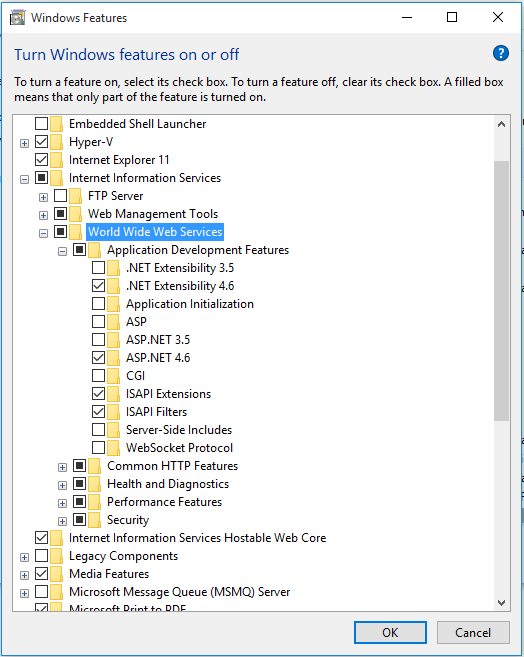 Windows Features
Turn Windows features on or off
To turn a feature on, select its check box. To turn a feature off, clear its check box. A filled box
means that only part of the feature is turned on.
Embedded Shell Launcher
Hyper-V
Internet Explorer 11
Internet Information Services
FTP Server
Web Management Tools
World Wide Web Services
Application Development Features
.NET Extensibility 3.5
.NET Extensibility 4.6
Application Initialization
ASP
ASP.NET 3.5
ASP.NET 4.6
CGI
ISAPI Extensions
ISAPI Filters
Server-Side Includes
WebSocket Protocol
Common HTTP Features
Health and Diagnostics
Performance Features
Security
Internet Information Services Hostable Web Core
Legacy Components
Media Features
Microsoft Message Queue (MSMQ) Server
Microsoft Print to PDF
OK Cancel